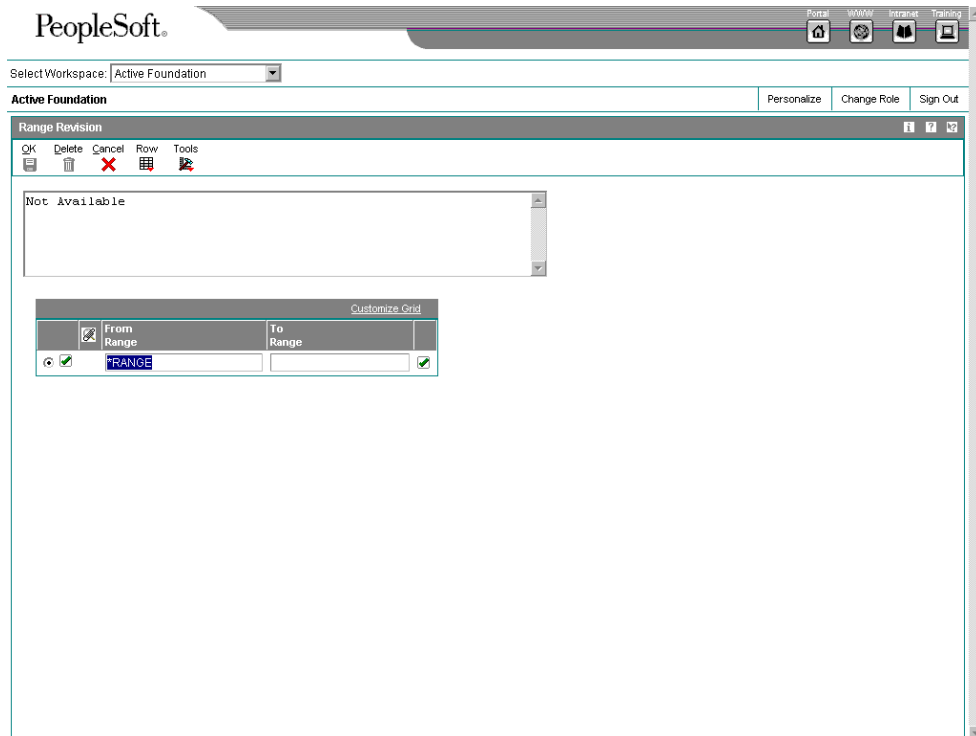 Portal WWW Intranet Training
PeopleSoft.
Select Workspace: Active Foundation
Active Foundation Personalize Change Role Sign Out
Range Revision i ? ?
OK Delete Cancel Row Tools
Not Available
Customize Grid
From Range To Range
*RANGE